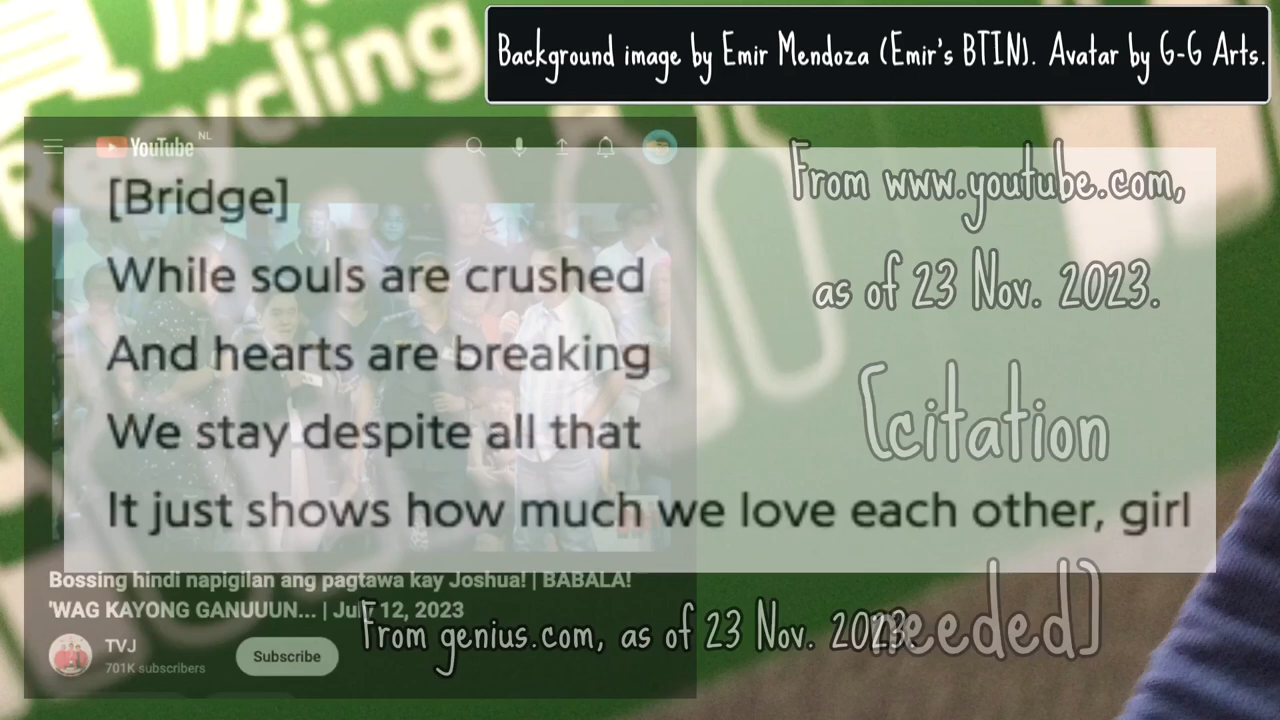 Recycling
Background image by Emir Mendoza (Emir's BTIN). Avatar by G-G Arts.
YouTube NL
[Bridge]
While souls are crushed
And hearts are breaking
We stay despite all that
It just shows how much we love each other, girl
From www.youtube.com,
as of 23 Nov. 2023.
[citation
needed]
Bossing hindi napigilan ang pagtawa kay Joshua! | BABALA!
'WAG KAYONG GANUUUN... | July 12, 2023
TVJ
701K subscribers
Subscribe
From genius.com, as of 23 Nov. 2023.